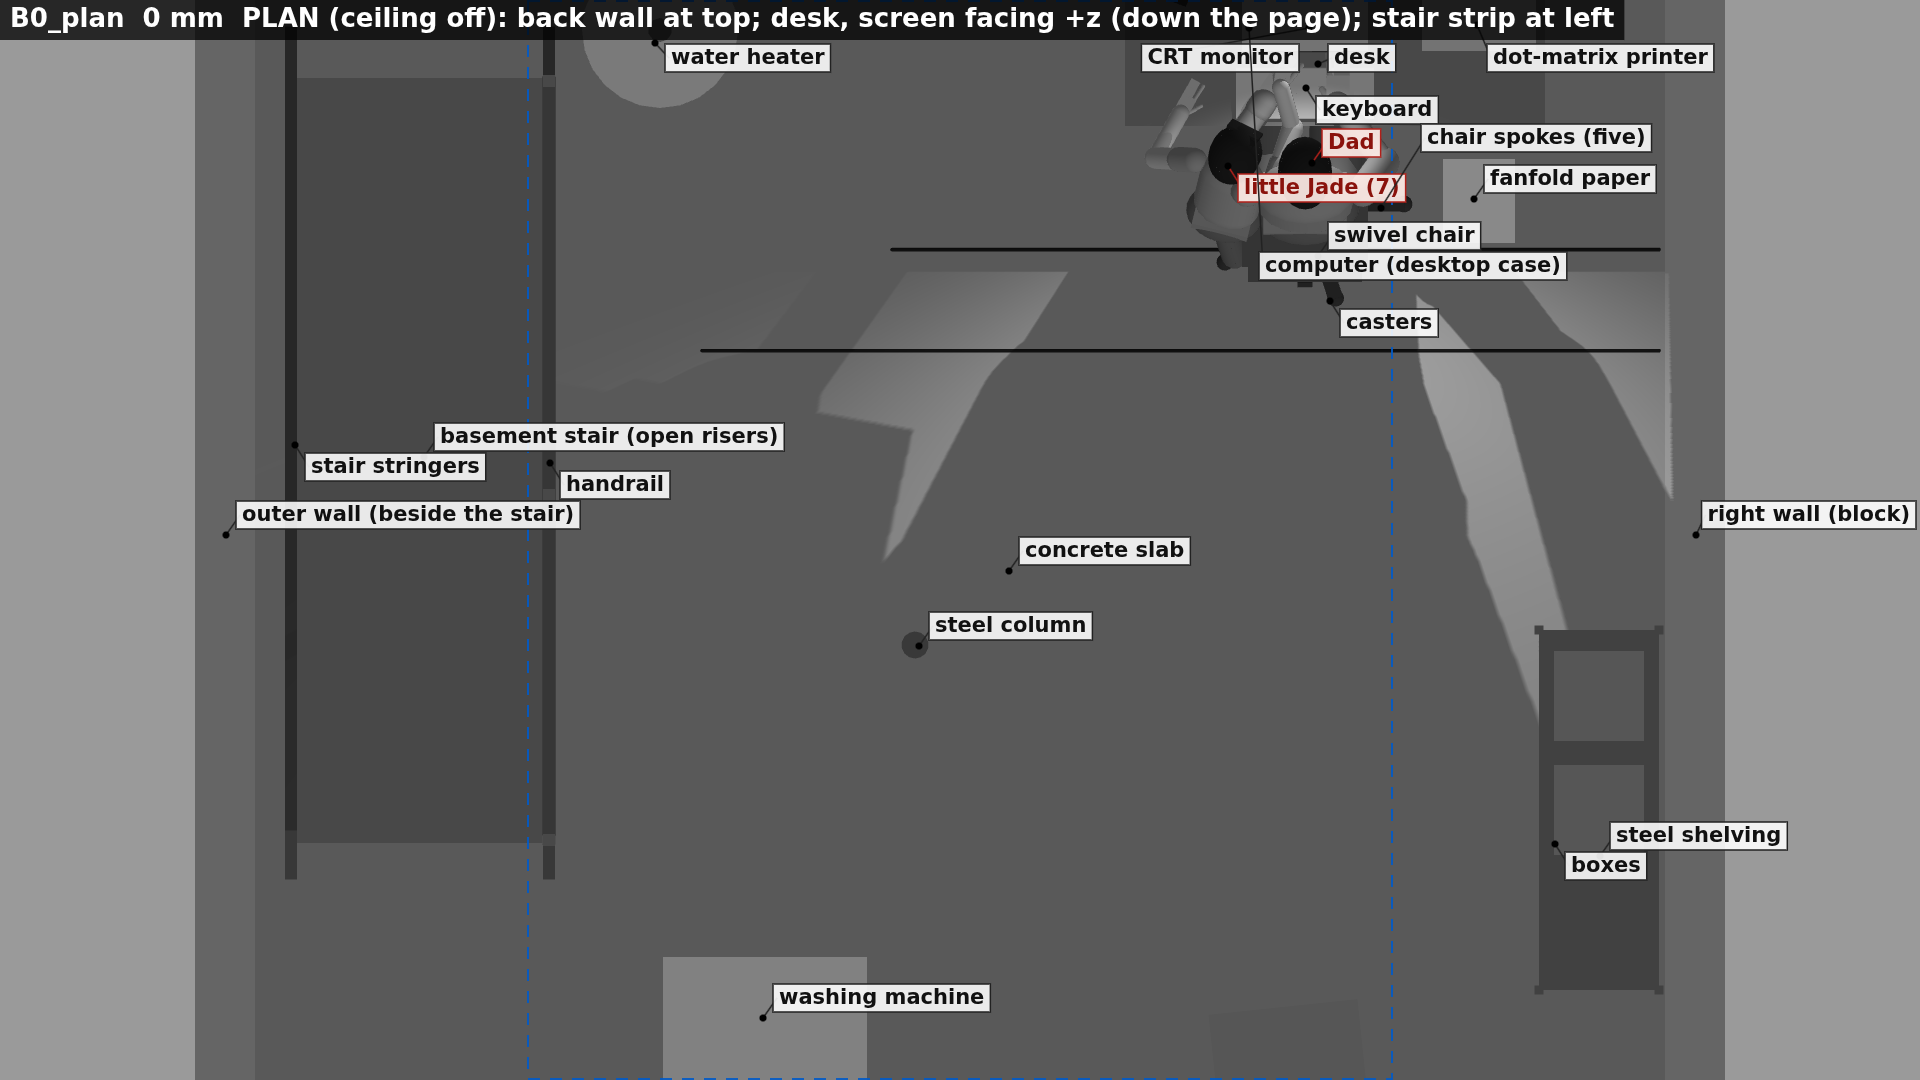 B0_plan  0 mm  PLAN (ceiling off): back wall at top; desk, screen facing +z (down the page); stair strip at left
water heater
CRT monitor
desk
dot-matrix printer
keyboard
Dad
chair spokes (five)
little Jade (7)
fanfold paper
swivel chair
computer (desktop case)
casters
basement stair (open risers)
stair stringers
handrail
outer wall (beside the stair)
right wall (block)
concrete slab
steel column
steel shelving
boxes
washing machine